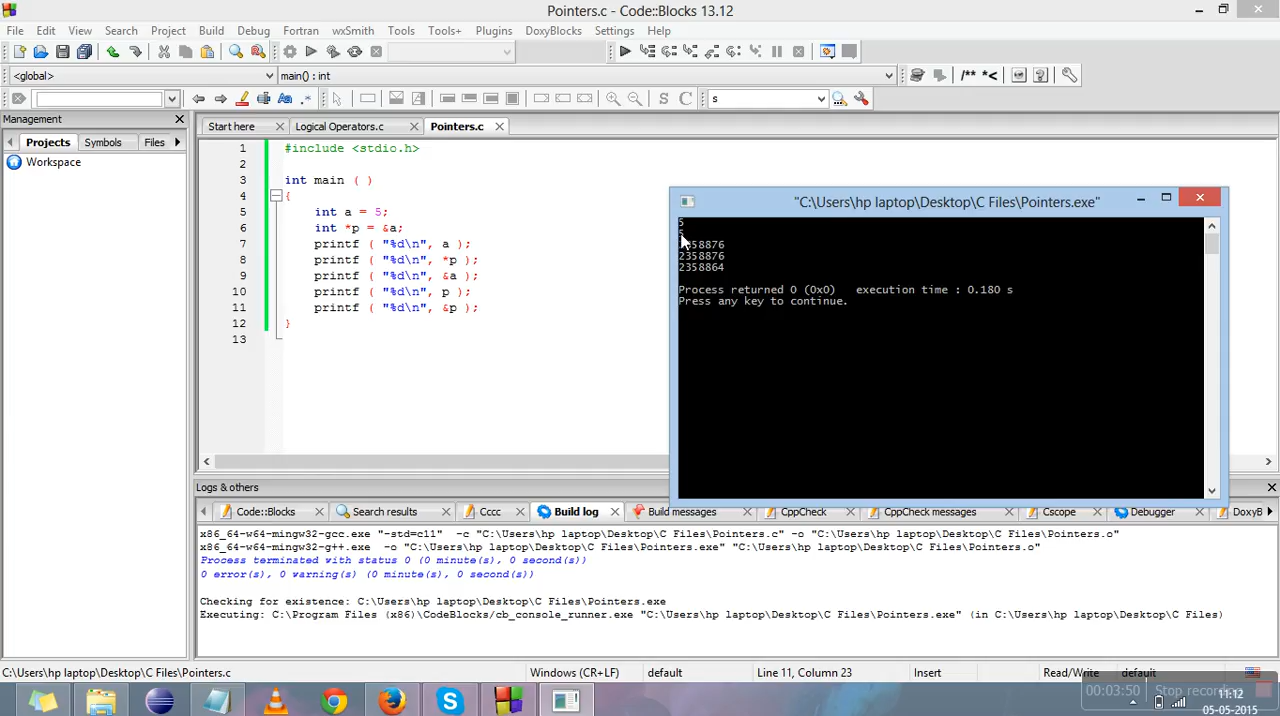 Pointers.c - Code::Blocks 13.12
File Edit View Search Project Build Debug Fortran wxSmith Tools Tools+ Plugins DoxyBlocks Settings Help
<global> main() : int /** *<
S C s
Management
Projects Symbols Files
Workspace
Start here Logical Operators.c Pointers.c
1 #include <stdio.h>
2
3 int main ( )
4 {
5 int a = 5;
6 int *p = &a;
7 printf ( "%d\n", a );
8 printf ( "%d\n", *p );
9 printf ( "%d\n", &a );
10 printf ( "%d\n", p );
11 printf ( "%d\n", &p );
12 }
13
"C:\Users\hp laptop\Desktop\C Files\Pointers.exe"
5
5
358876
2358876
2358864
Process returned 0 (0x0) execution time : 0.180 s
Press any key to continue.
Logs & others
Code::Blocks Search results Cccc Build log Build messages CppCheck CppCheck messages Cscope Debugger DoxyB
x86_64-w64-mingw32-gcc.exe "-std=c11" -c "C:\Users\hp laptop\Desktop\C Files\Pointers.c" -o "C:\Users\hp laptop\Desktop\C Files\Pointers.o"
x86_64-w64-mingw32-g++.exe -o "C:\Users\hp laptop\Desktop\C Files\Pointers.exe" "C:\Users\hp laptop\Desktop\C Files\Pointers.o"
Process terminated with status 0 (0 minute(s), 0 second(s))
0 error(s), 0 warning(s) (0 minute(s), 0 second(s))
Checking for existence: C:\Users\hp laptop\Desktop\C Files\Pointers.exe
Executing: C:\Program Files (x86)\CodeBlocks/cb_console_runner.exe "C:\Users\hp laptop\Desktop\C Files\Pointers.exe" (in C:\Users\hp laptop\Desktop\C Files)
C:\Users\hp laptop\Desktop\C Files\Pointers.c Windows (CR+LF) default Line 11, Column 23 Insert Read/Write default
00:03:50 Stop recording 11:12
05-05-2015